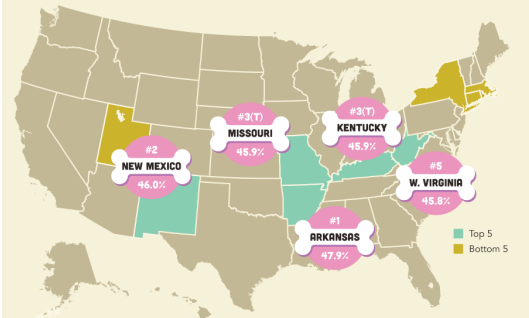 #3(T)
MISSOURI
45.9%
#3(T)
KENTUCKY
45.9%
#2
NEW MEXICO
46.0%
#5
W. VIRGINIA
45.8%
#1
ARKANSAS
47.9%
Top 5
Bottom 5